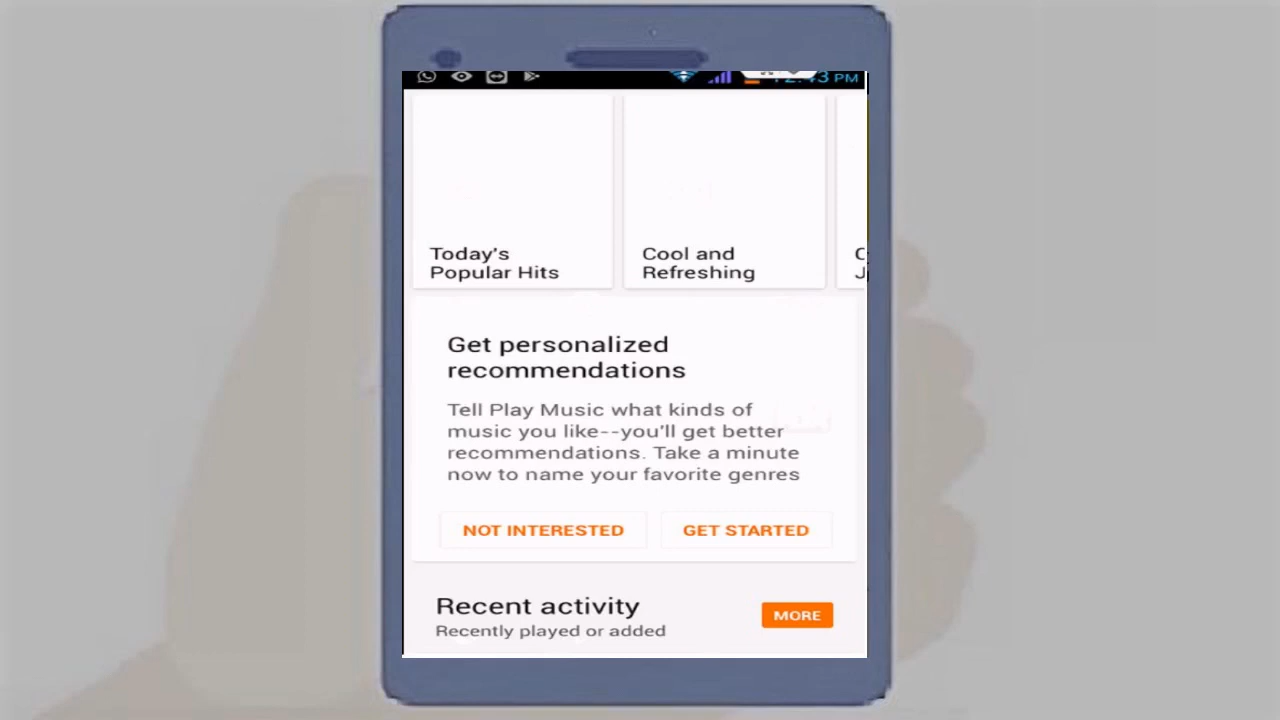 PM
Today's
Popular Hits
Cool and
Refreshing
Get personalized
recommendations
Tell Play Music what kinds of
music you like--you'll get better
recommendations. Take a minute
now to name your favorite genres
NOT INTERESTED
GET STARTED
Recent activity
MORE
Recently played or added